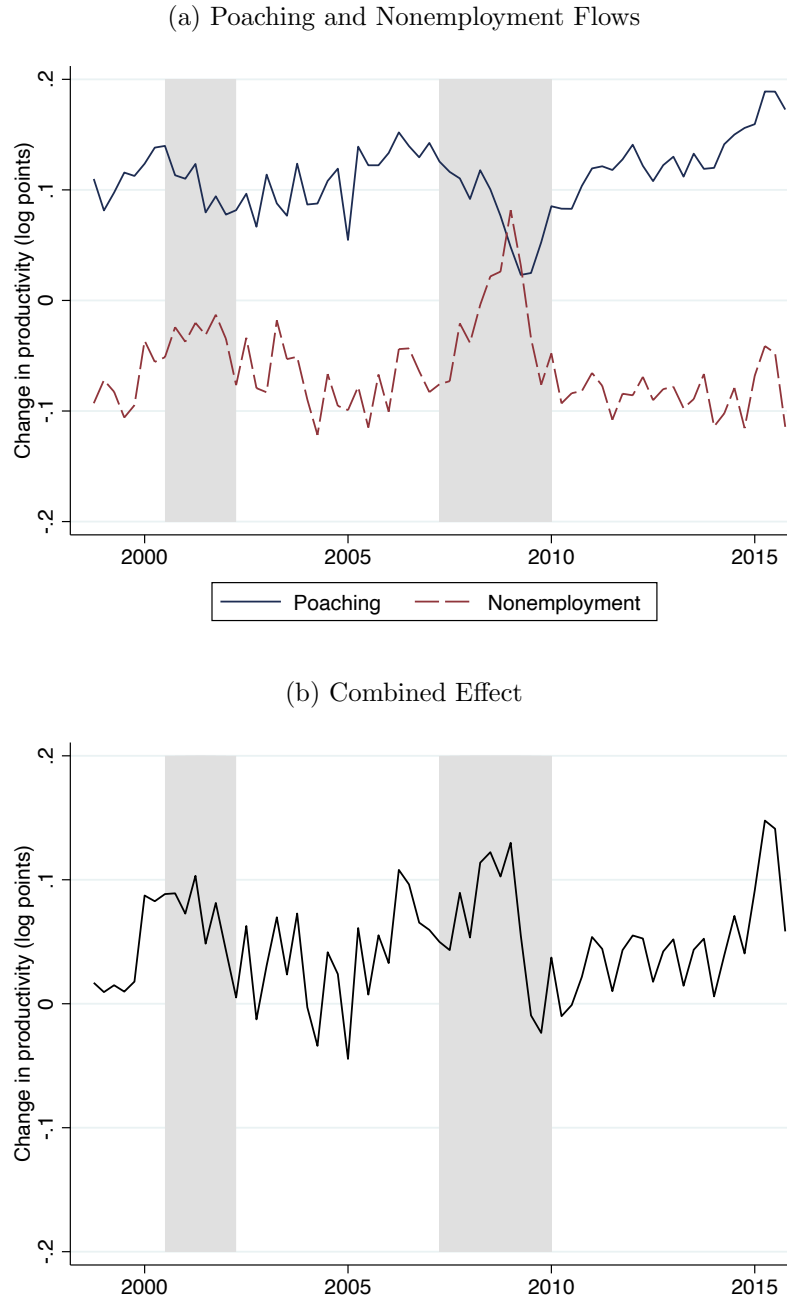 (a) Poaching and Nonemployment Flows
Change in productivity (log points)
.2
.1
0
-.1
-.2
2000 2005 2010 2015
Poaching Nonemployment
(b) Combined Effect
Change in productivity (log points)
.2
.1
0
-.1
-.2
2000 2005 2010 2015